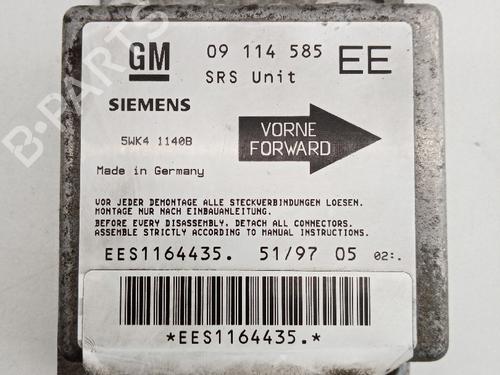 GM
09 114 585
EE
SRS Unit
SIEMENS
5WK4 1140B
VORNE
FORWARD
Made in Germany
VOR JEDER DEMONTAGE ALLE STECKVERBINDUNGEN LOESEN.
MONTAGE NUR NACH EINBAUANLEITUNG.
BEFORE EVERY DISASSEMBLY, DETACH ALL CONNECTORS.
ASSEMBLE STRICTLY ACCORDING TO MANUAL INSTRUCTIONS.
EES1164435. 51/97 05 02:.
*EES1164435.*
B-PARTS